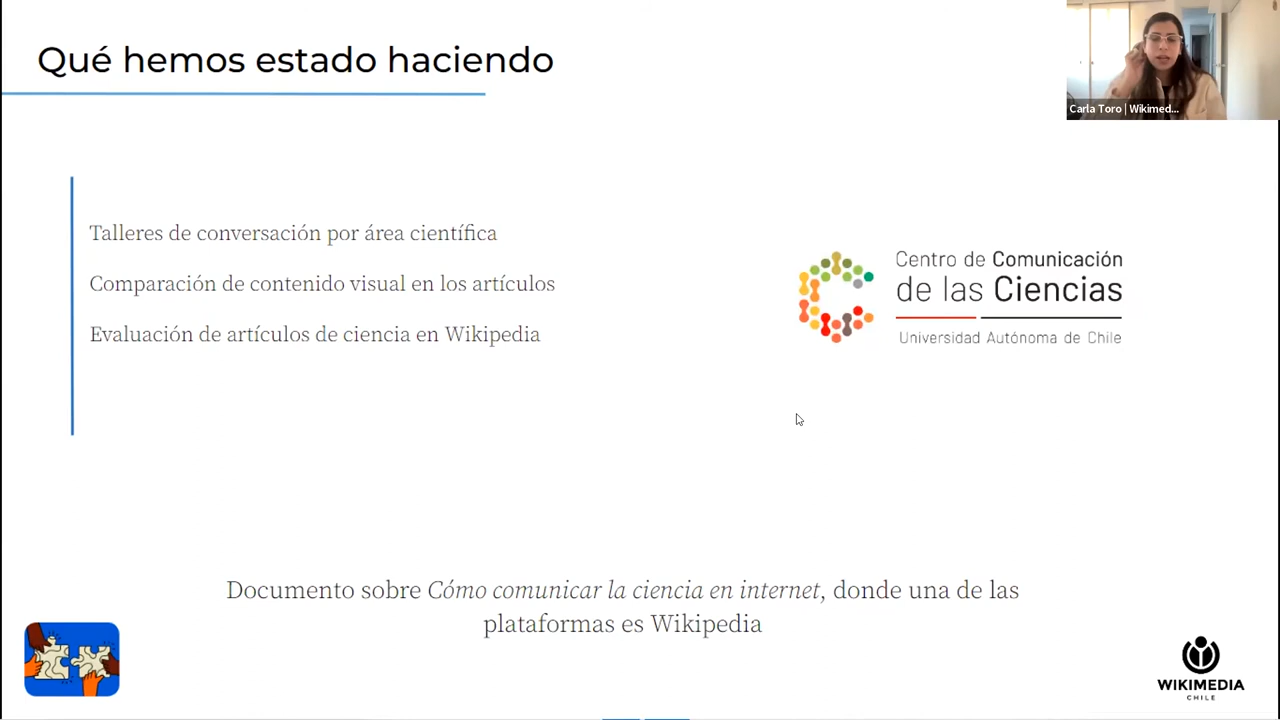 Qué hemos estado haciendo
Carla Toro | Wikimed...
Talleres de conversación por área científica
Comparación de contenido visual en los artículos
Evaluación de artículos de ciencia en Wikipedia
Centro de Comunicación
de las Ciencias
Universidad Autónoma de Chile
Documento sobre Cómo comunicar la ciencia en internet, donde una de las
plataformas es Wikipedia
WIKIMEDIA
CHILE